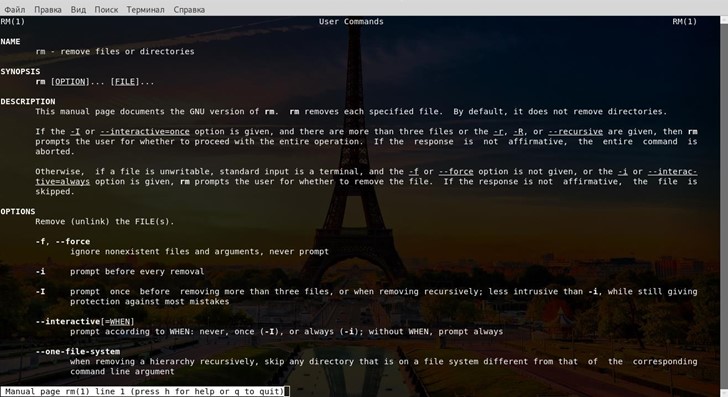 Файл Правка Вид Поиск Терминал Справка
RM(1) User Commands RM(1)
NAME
rm - remove files or directories
SYNOPSIS
rm [OPTION]... [FILE]...
DESCRIPTION
This manual page documents the GNU version of rm. rm removes each specified file. By default, it does not remove directories.
If the -I or --interactive=once option is given, and there are more than three files or the -r, -R, or --recursive are given, then rm
prompts the user for whether to proceed with the entire operation. If the response is not affirmative, the entire command is
aborted.
Otherwise, if a file is unwritable, standard input is a terminal, and the -f or --force option is not given, or the -i or --interac-
tive=always option is given, rm prompts the user for whether to remove the file. If the response is not affirmative, the file is
skipped.
OPTIONS
Remove (unlink) the FILE(s).
-f, --force
ignore nonexistent files and arguments, never prompt
-i prompt before every removal
-I prompt once before removing more than three files, or when removing recursively; less intrusive than -i, while still giving
protection against most mistakes
--interactive[=WHEN]
prompt according to WHEN: never, once (-I), or always (-i); without WHEN, prompt always
--one-file-system
when removing a hierarchy recursively, skip any directory that is on a file system different from that of the corresponding
command line argument
Manual page rm(1) line 1 (press h for help or q to quit)